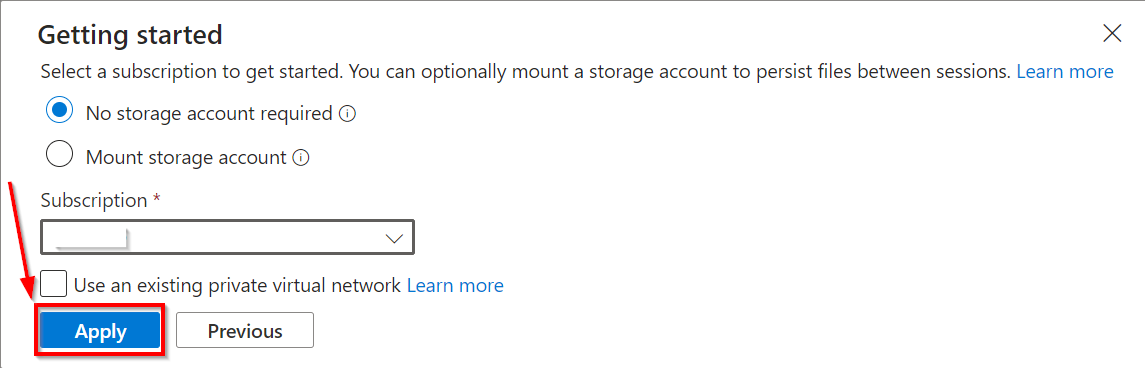 Getting started
Select a subscription to get started. You can optionally mount a storage account to persist files between sessions. Learn more
No storage account required
Mount storage account
Subscription *
Use an existing private virtual network Learn more
Apply Previous